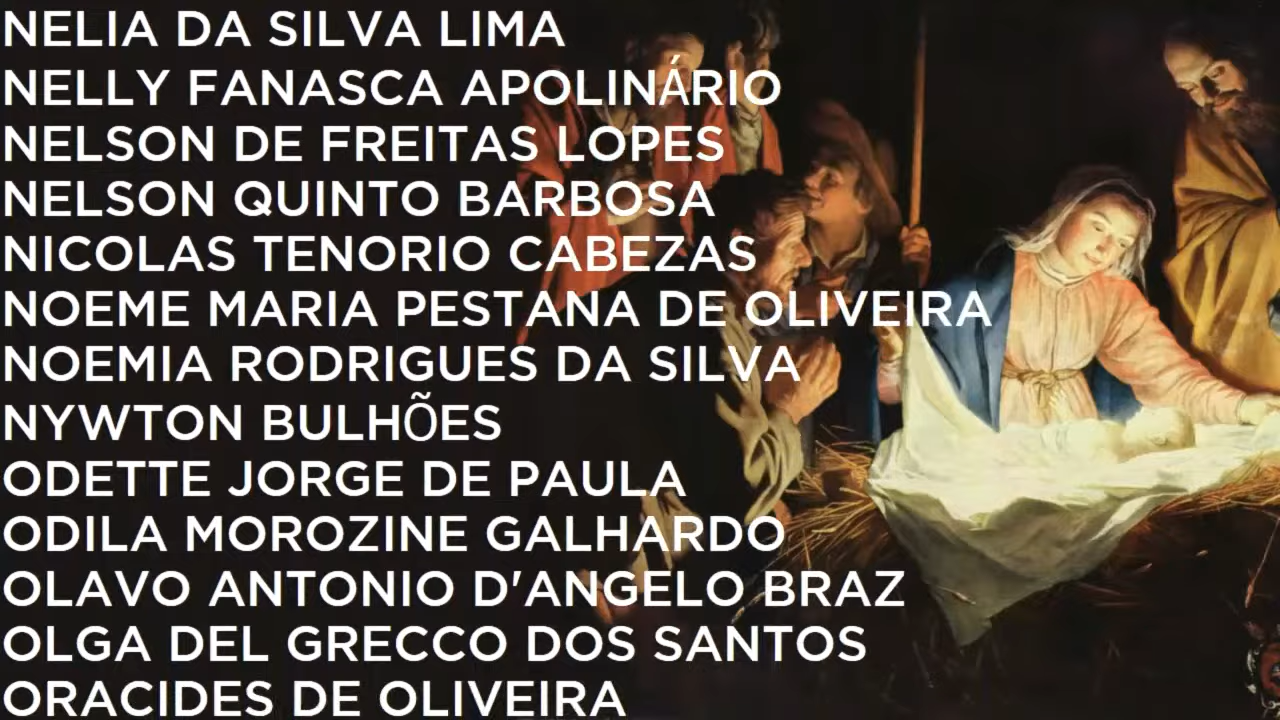 NELIA DA SILVA LIMA
NELLY FANASCA APOLINÁRIO
NELSON DE FREITAS LOPES
NELSON QUINTO BARBOSA
NICOLAS TENORIO CABEZAS
NOEME MARIA PESTANA DE OLIVEIRA
NOEMIA RODRIGUES DA SILVA
NYWTON BULHÕES
ODETTE JORGE DE PAULA
ODILA MOROZINE GALHARDO
OLAVO ANTONIO D'ANGELO BRAZ
OLGA DEL GRECCO DOS SANTOS
ORACIDES DE OLIVEIRA